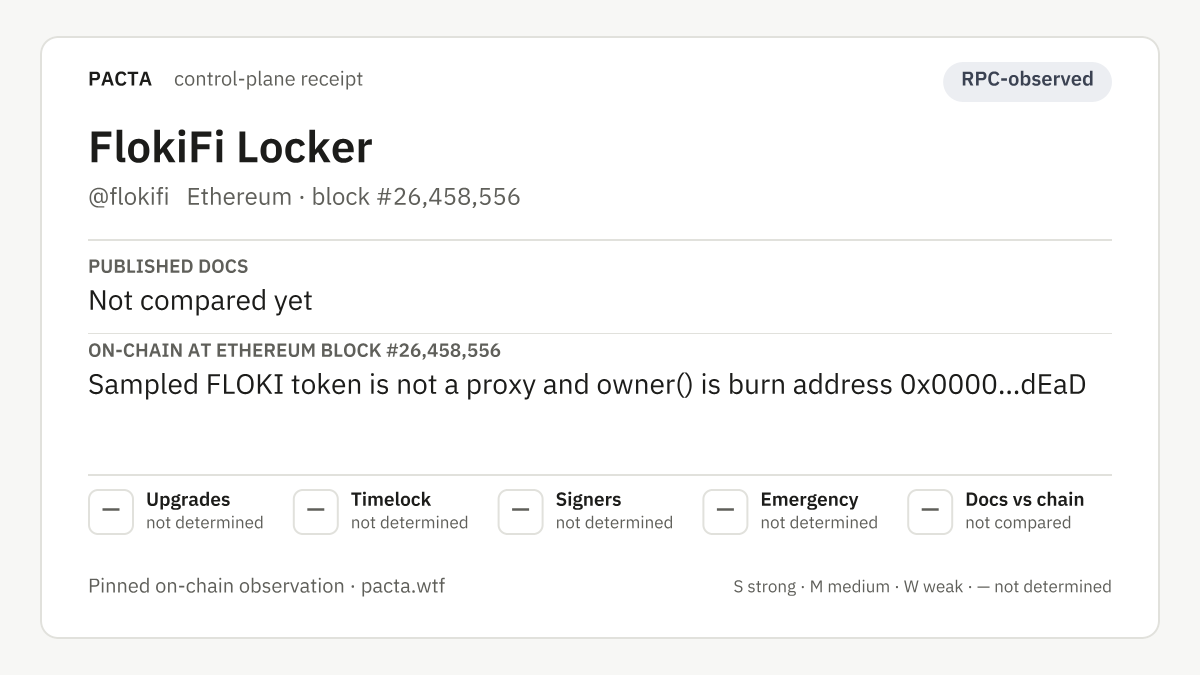 PACTA control-plane receipt
RPC-observed
FlokiFi Locker
@flokifi Ethereum · block #26,458,556
PUBLISHED DOCS
Not compared yet
ON-CHAIN AT ETHEREUM BLOCK #26,458,556
Sampled FLOKI token is not a proxy and owner() is burn address 0x0000...dEaD
— Upgrades
not determined
— Timelock
not determined
— Signers
not determined
— Emergency
not determined
— Docs vs chain
not compared
Pinned on-chain observation · pacta.wtf
S strong · M medium · W weak · — not determined